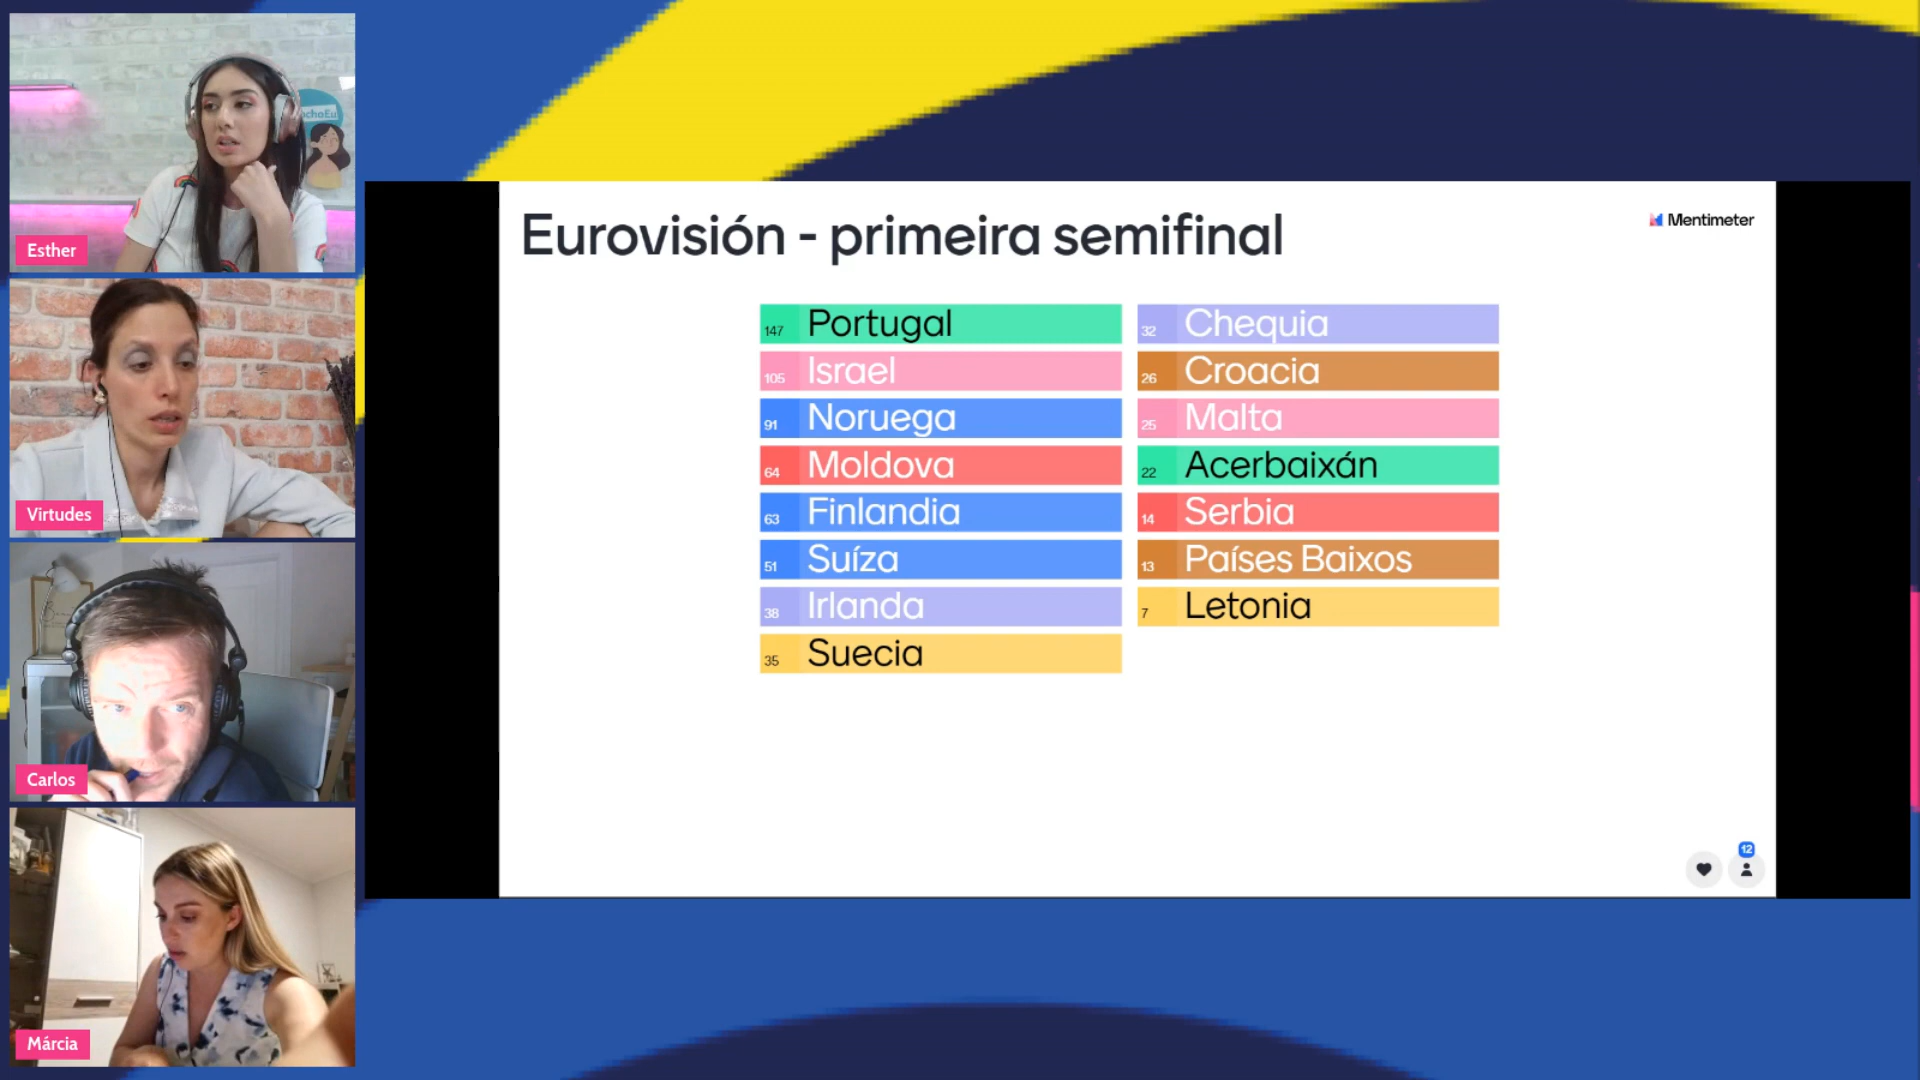 choEu
Esther
Virtudes
Carlos
Márcia
Eurovisión - primeira semifinal
Mentimeter
147 Portugal
105 Israel
91 Noruega
64 Moldova
63 Finlandia
51 Suíza
38 Irlanda
35 Suecia
32 Chequia
26 Croacia
25 Malta
22 Acerbaixán
14 Serbia
13 Países Baixos
7 Letonia
12